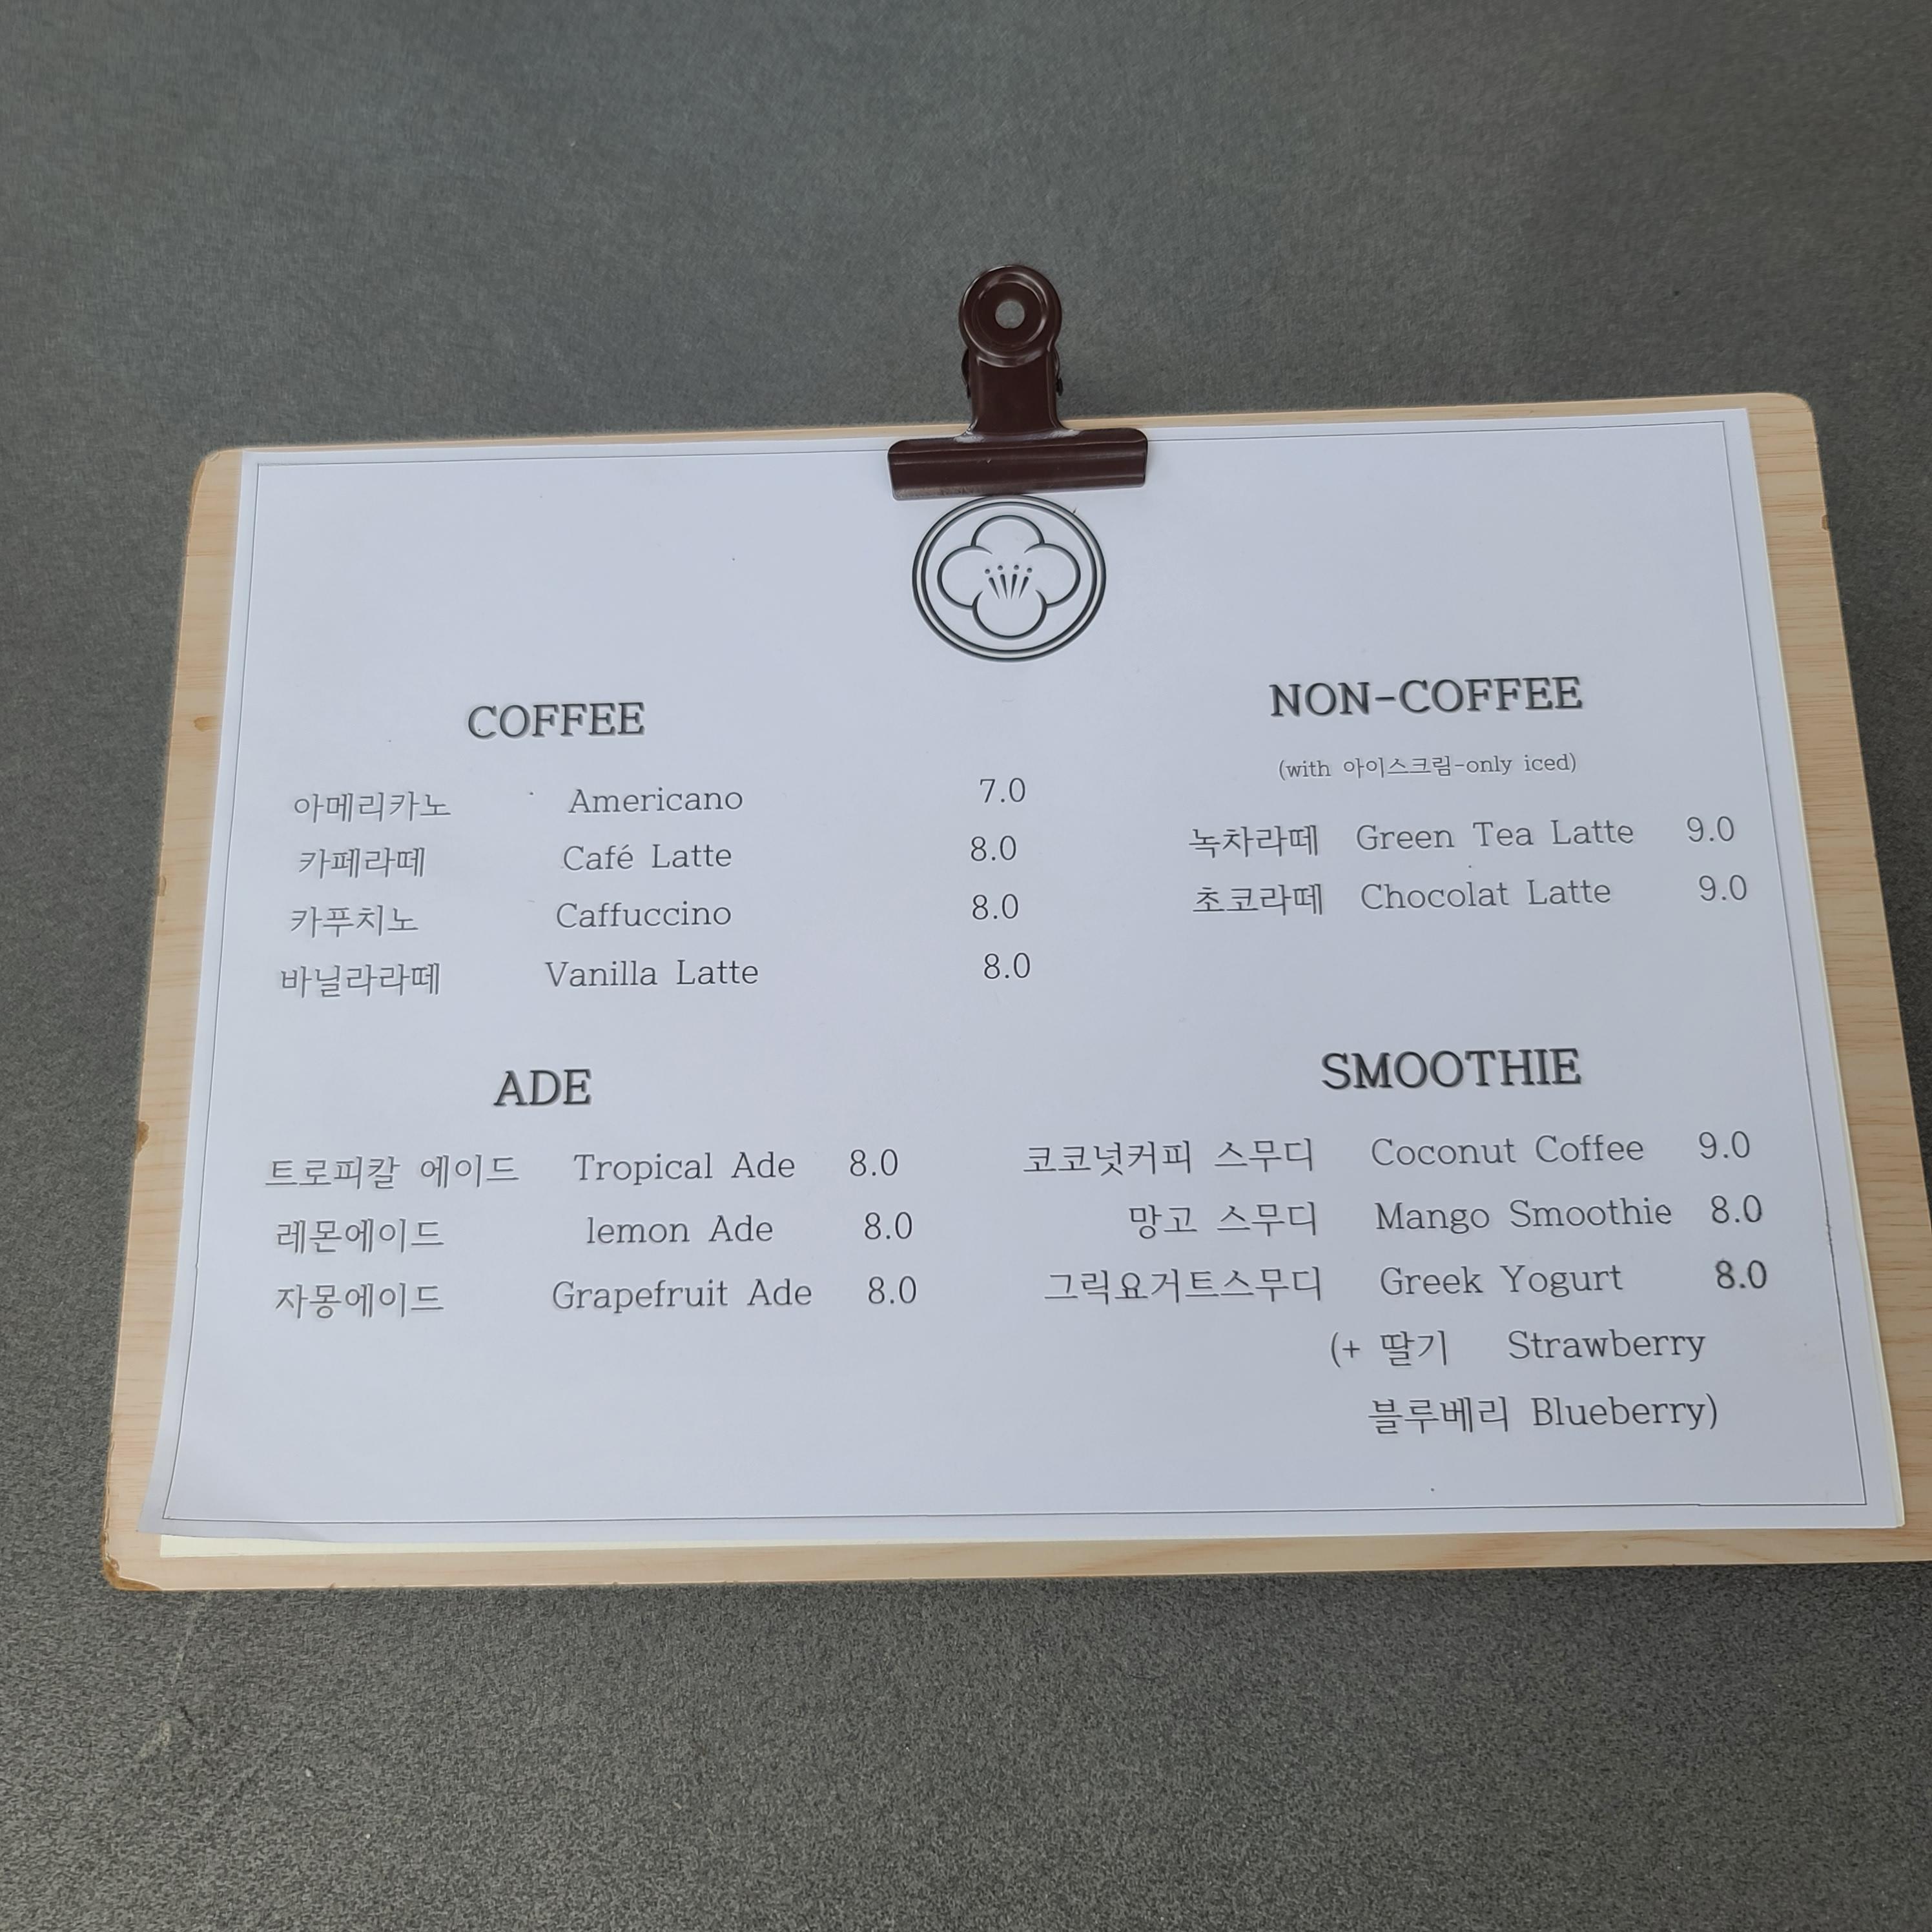 COFFEE
아메리카노 Americano 7.0
카페라떼 Café Latte 8.0
카푸치노 Caffuccino 8.0
바닐라라떼 Vanilla Latte 8.0
NON-COFFEE
(with 아이스크림-only iced)
녹차라떼 Green Tea Latte 9.0
초코라떼 Chocolat Latte 9.0
ADE
트로피칼 에이드 Tropical Ade 8.0
레몬에이드 lemon Ade 8.0
자몽에이드 Grapefruit Ade 8.0
SMOOTHIE
코코넛커피 스무디 Coconut Coffee 9.0
망고 스무디 Mango Smoothie 8.0
그릭요거트스무디 Greek Yogurt 8.0
(+ 딸기 Strawberry
블루베리 Blueberry)